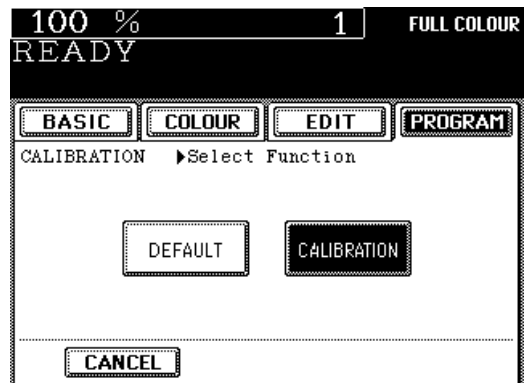 100 % 1 FULL COLOUR
READY
BASIC COLOUR EDIT PROGRAM
CALIBRATION ▶Select Function
DEFAULT CALIBRATION
CANCEL